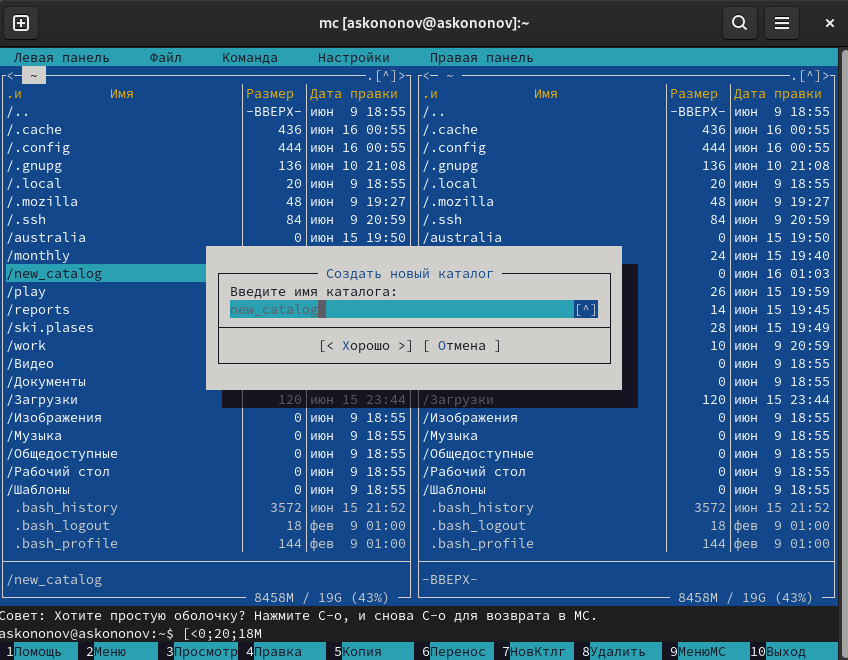 mc [askononov@askononov]:~
Левая панель Файл Команда Настройки Правая панель
<— ~ .[^]> <— ~ .[^]>
.и Имя Размер Дата правки .и Имя Размер Дата правки
/.. -ВВЕРХ- июн 9 18:55 /.. -ВВЕРХ- июн 9 18:55
/.cache 436 июн 16 00:55 /.cache 436 июн 16 00:55
/.config 444 июн 16 00:55 /.config 444 июн 16 00:55
/.gnupg 136 июн 10 21:08 /.gnupg 136 июн 10 21:08
/.local 20 июн 9 18:55 /.local 20 июн 9 18:55
/.mozilla 48 июн 9 19:27 /.mozilla 48 июн 9 19:27
/.ssh 84 июн 9 20:59 /.ssh 84 июн 9 20:59
/australia 0 июн 15 19:50 /australia 0 июн 15 19:50
/monthly 24 июн 15 19:40
/new_catalog Создать новый каталог 0 июн 16 01:03
/play Введите имя каталога: 26 июн 15 19:59
/reports new_catalog [^] 14 июн 15 19:45
/ski.plases 28 июн 15 19:49
/work [< Хорошо >] [ Отмена ] 10 июн 9 20:59
/Видео 0 июн 9 18:55
/Документы 0 июн 9 18:55
/Загрузки 120 июн 15 23:44 /Загрузки 120 июн 15 23:44
/Изображения 0 июн 9 18:55 /Изображения 0 июн 9 18:55
/Музыка 0 июн 9 18:55 /Музыка 0 июн 9 18:55
/Общедоступные 0 июн 9 18:55 /Общедоступные 0 июн 9 18:55
/Рабочий стол 0 июн 9 18:55 /Рабочий стол 0 июн 9 18:55
/Шаблоны 0 июн 9 18:55 /Шаблоны 0 июн 9 18:55
.bash_history 3572 июн 15 21:52 .bash_history 3572 июн 15 21:52
.bash_logout 18 фев 9 01:00 .bash_logout 18 фев 9 01:00
.bash_profile 144 фев 9 01:00 .bash_profile 144 фев 9 01:00
/new_catalog -ВВЕРХ-
8458M / 19G (43%) 8458M / 19G (43%)
Совет: Хотите простую оболочку? Нажмите C-o, и снова C-o для возврата в MC.
askononov@askononov:~$ [<0;20;18M
1Помощь 2Меню 3Просмотр 4Правка 5Копия 6Перенос 7НовКтлг 8Удалить 9МенюMC 10Выход